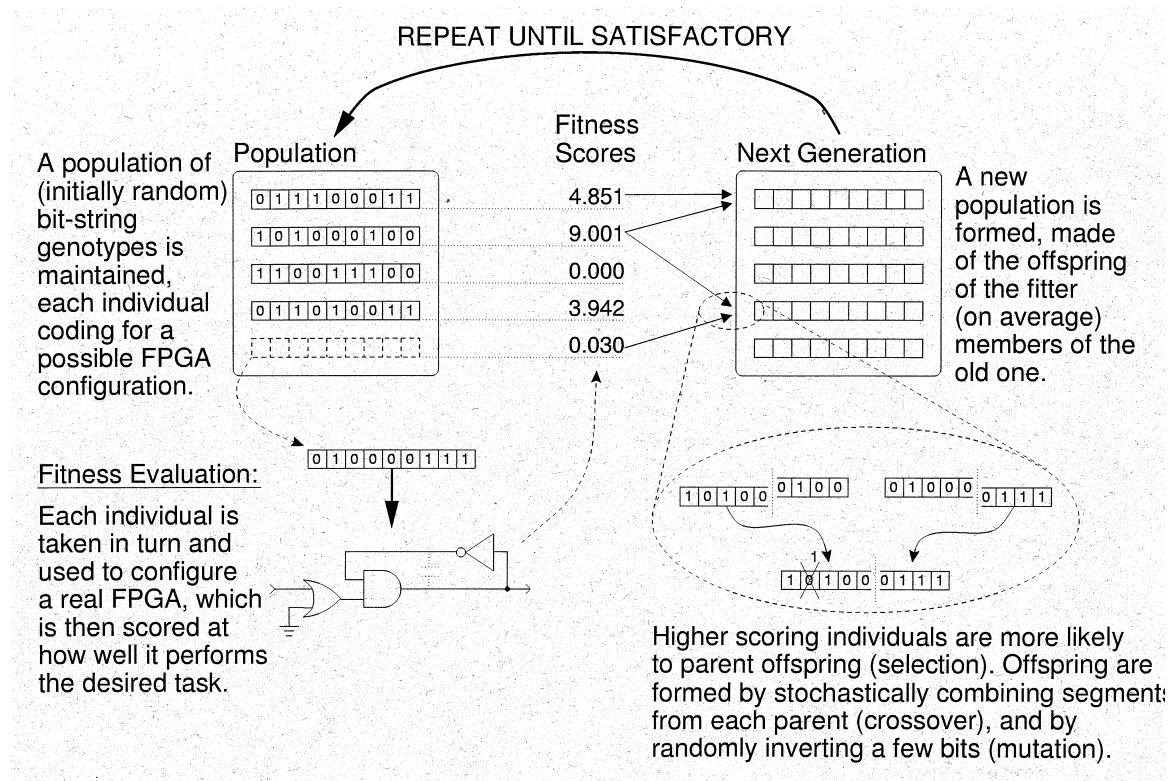 REPEAT UNTIL SATISFACTORY
A population of
(initially random)
bit-string
genotypes is
maintained,
each individual
coding for a
possible FPGA
configuration.
Population
0 1 1 1 0 0 0 1 1
1 0 1 0 0 0 1 0 0
1 1 0 0 1 1 1 0 0
0 1 1 0 1 0 0 1 1
Fitness
Scores
4.851
9.001
0.000
3.942
0.030
Next Generation
A new
population is
formed, made
of the offspring
of the fitter
(on average)
members of the
old one.
0 1 0 0 0 0 1 1 1
Fitness Evaluation:
Each individual is
taken in turn and
used to configure
a real FPGA, which
is then scored at
how well it performs
the desired task.
1 0 1 0 0 0 1 0 0
0 1 0 0 0 0 1 1 1
1
1 0 1 0 0 0 1 1 1
Higher scoring individuals are more likely
to parent offspring (selection). Offspring are
formed by stochastically combining segments
from each parent (crossover), and by
randomly inverting a few bits (mutation).